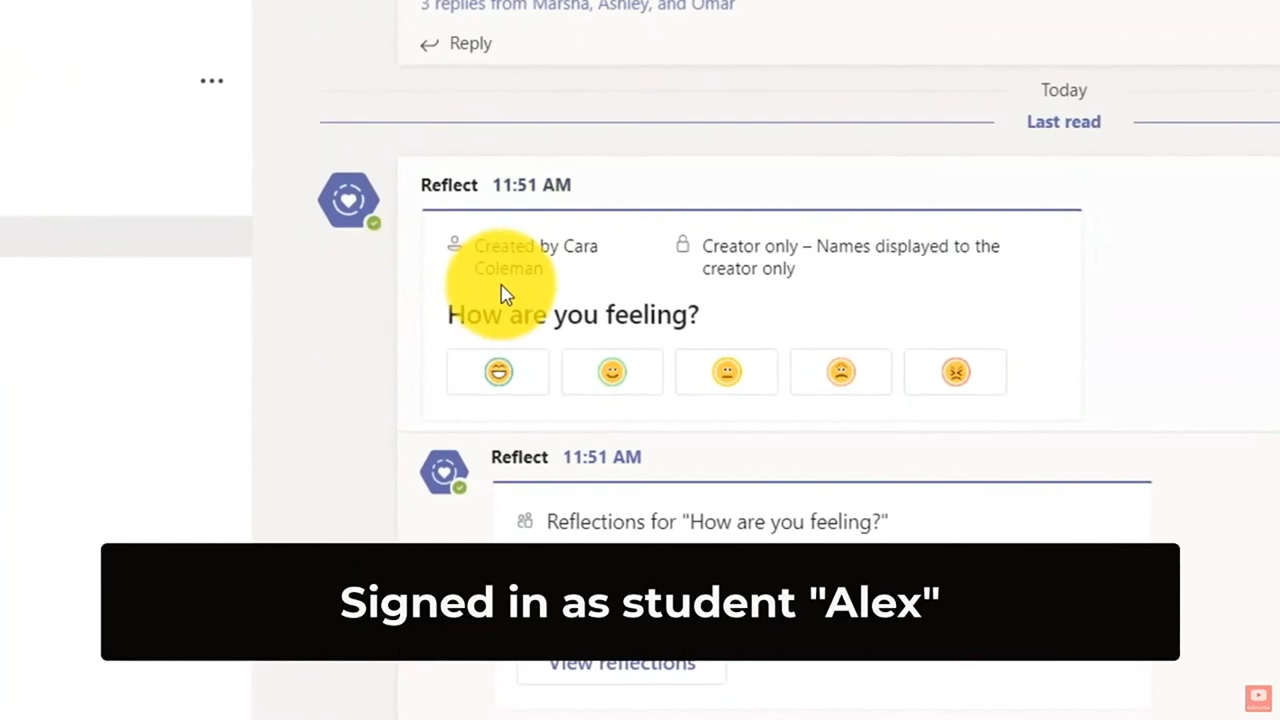 3 replies from Marsha, Ashley, and Omar
Reply
Today
Last read
Reflect 11:51 AM
Created by Cara
Coleman
Creator only – Names displayed to the
creator only
How are you feeling?
Reflect 11:51 AM
Reflections for "How are you feeling?"
Signed in as student "Alex"
View reflections